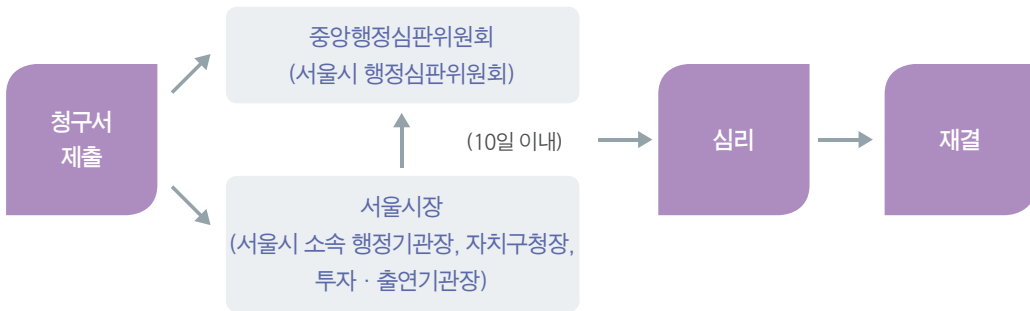 청구서
제출
중앙행정심판위원회
(서울시 행정심판위원회)
(10일 이내)
서울시장
(서울시 소속 행정기관장, 자치구청장,
투자 · 출연기관장)
심리
재결